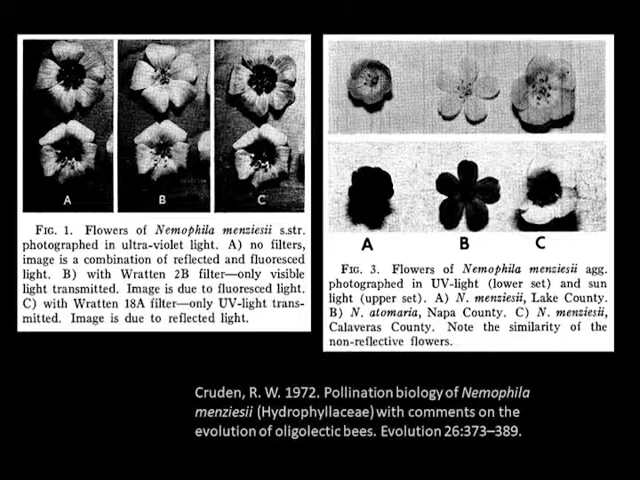 A B C
FIG. 1. Flowers of Nemophila menziesii s.str.
photographed in ultra-violet light. A) no filters,
image is a combination of reflected and fluoresced
light. B) with Wratten 2B filter—only visible
light transmitted. Image is due to fluoresced light.
C) with Wratten 18A filter—only UV-light trans-
mitted. Image is due to reflected light.
A B C
FIG. 3. Flowers of Nemophila menziesii agg.
photographed in UV-light (lower set) and sun
light (upper set). A) N. menziesii, Lake County.
B) N. atomaria, Napa County. C) N. menziesii,
Calaveras County. Note the similarity of the
non-reflective flowers.
Cruden, R. W. 1972. Pollination biology of Nemophila
menziesii (Hydrophyllaceae) with comments on the
evolution of oligolectic bees. Evolution 26:373–389.